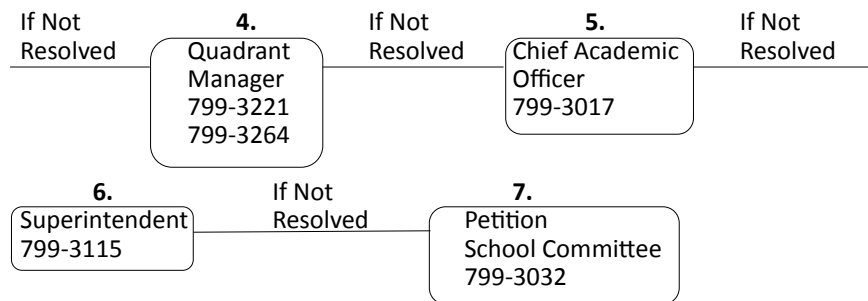 If Not
Resolved
4.
Quadrant
Manager
799-3221
799-3264
If Not
Resolved
5.
Chief Academic
Officer
799-3017
If Not
Resolved
6.
Superintendent
799-3115
If Not
Resolved
7.
Petition
School Committee
799-3032